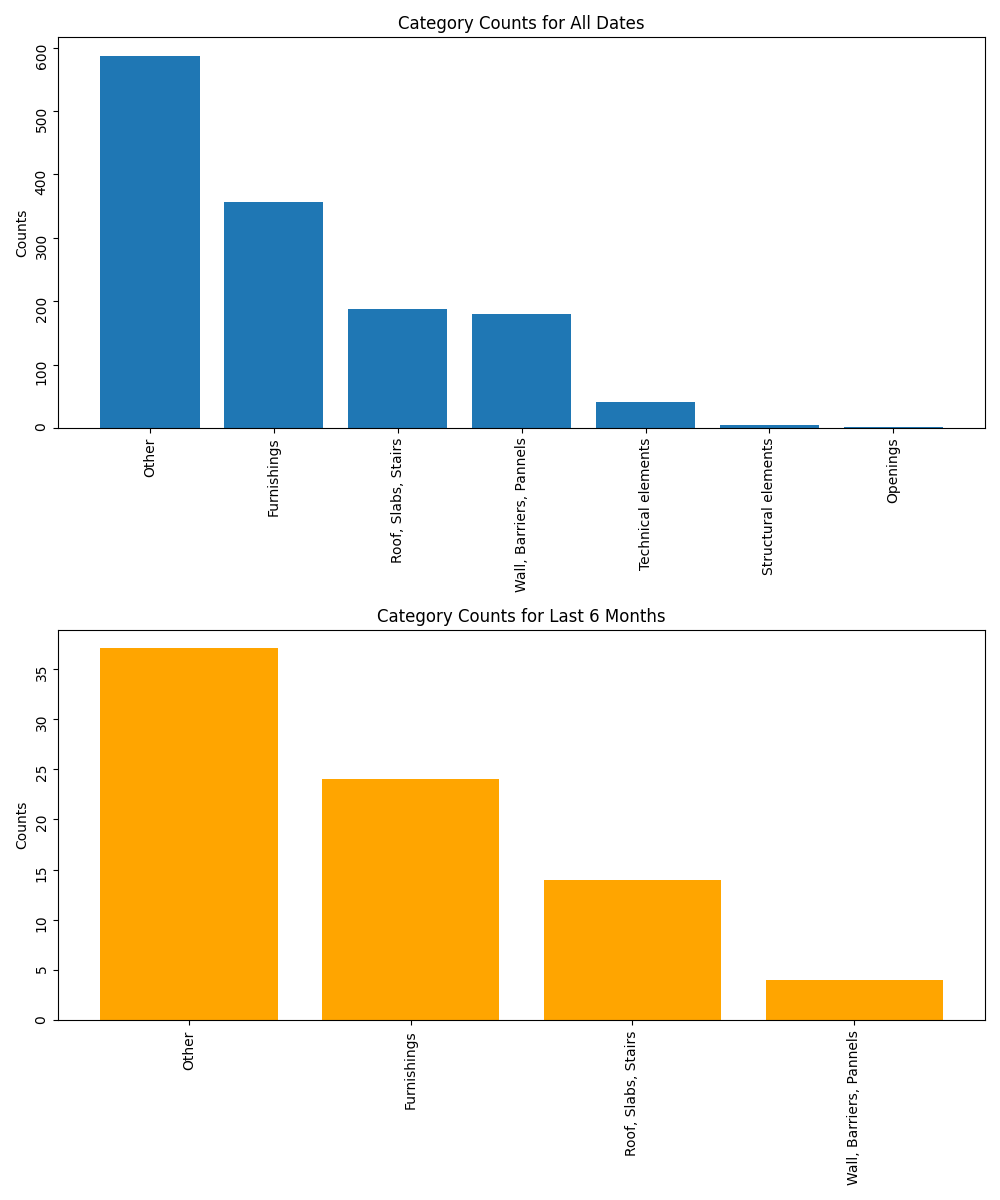 Category Counts for All Dates
600
500
400
300
200
100
0
Counts
Other
Furnishings
Roof, Slabs, Stairs
Wall, Barriers, Pannels
Technical elements
Structural elements
Openings
Category Counts for Last 6 Months
35
30
25
20
15
10
5
0
Counts
Other
Furnishings
Roof, Slabs, Stairs
Wall, Barriers, Pannels